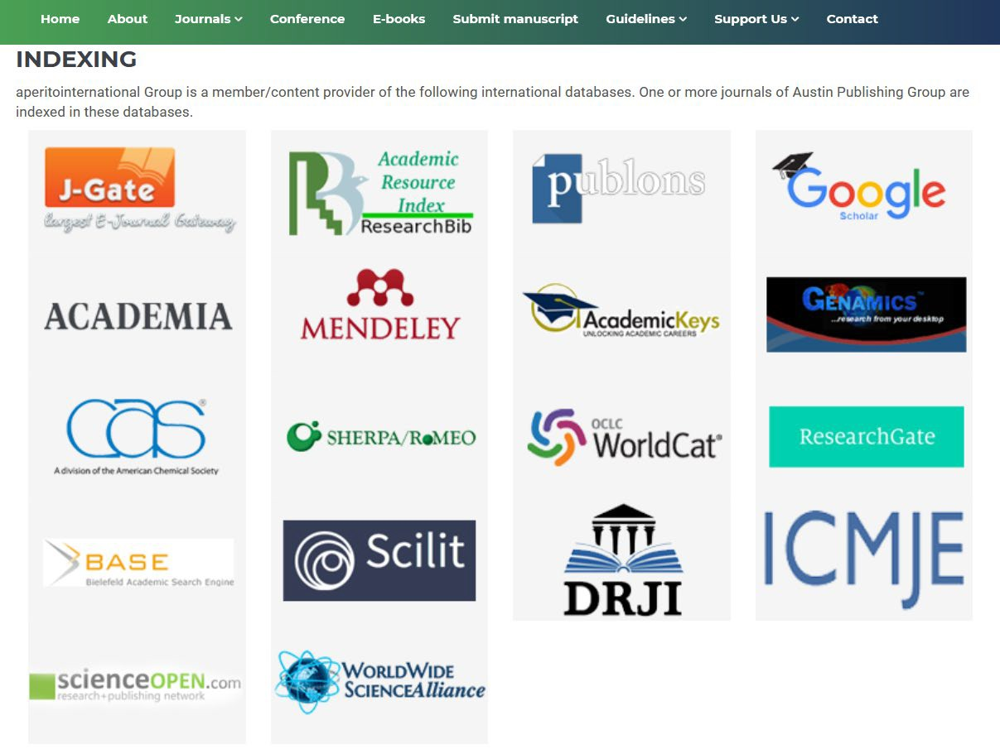 Home About Journals Conference E-books Submit manuscript Guidelines Support Us Contact
INDEXING
aperitointernational Group is a member/content provider of the following international databases. One or more journals of Austin Publishing Group are
indexed in these databases.
J-Gate
Largest E-Journal Gateway
Academic
Resource
Index
ResearchBib
publons
Google
Scholar
ACADEMIA
MENDELEY
AcademicKeys
UNLOCKING ACADEMIC CAREERS
GENAMICS™
...research from your desktop
cas®
A division of the American Chemical Society
SHERPA/RoMEO
OCLC
WorldCat®
ResearchGate
BASE
Bielefeld Academic Search Engine
Scilit
DRJI
ICMJE
scienceOPEN.com
research+publishing network
WORLDWIDE
SCIENCEAlliance